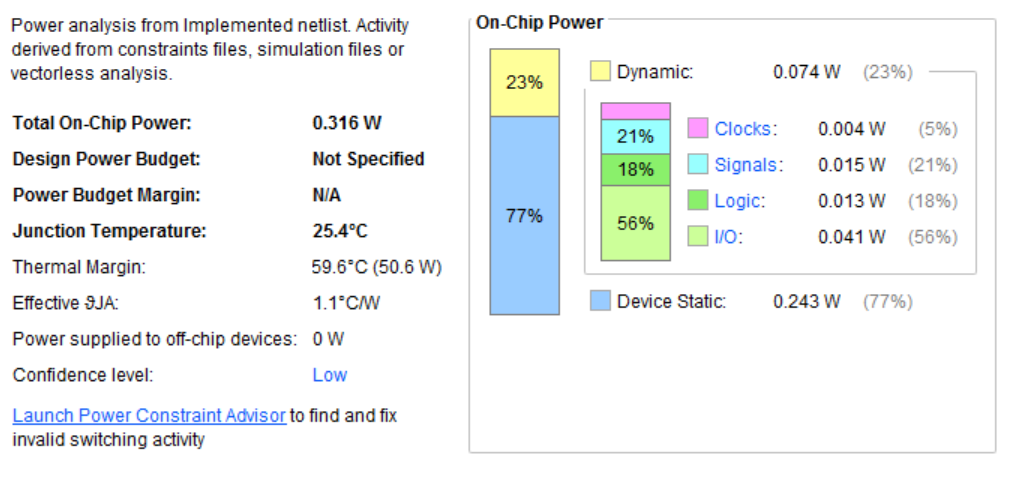 Power analysis from Implemented netlist. Activity
derived from constraints files, simulation files or
vectorless analysis.
Total On-Chip Power: 0.316 W
Design Power Budget: Not Specified
Power Budget Margin: N/A
Junction Temperature: 25.4°C
Thermal Margin: 59.6°C (50.6 W)
Effective ϑJA: 1.1°C/W
Power supplied to off-chip devices: 0 W
Confidence level: Low
Launch Power Constraint Advisor to find and fix
invalid switching activity
On-Chip Power
23%
77%
Dynamic: 0.074 W (23%)
21%
18%
56%
Clocks: 0.004 W (5%)
Signals: 0.015 W (21%)
Logic: 0.013 W (18%)
I/O: 0.041 W (56%)
Device Static: 0.243 W (77%)